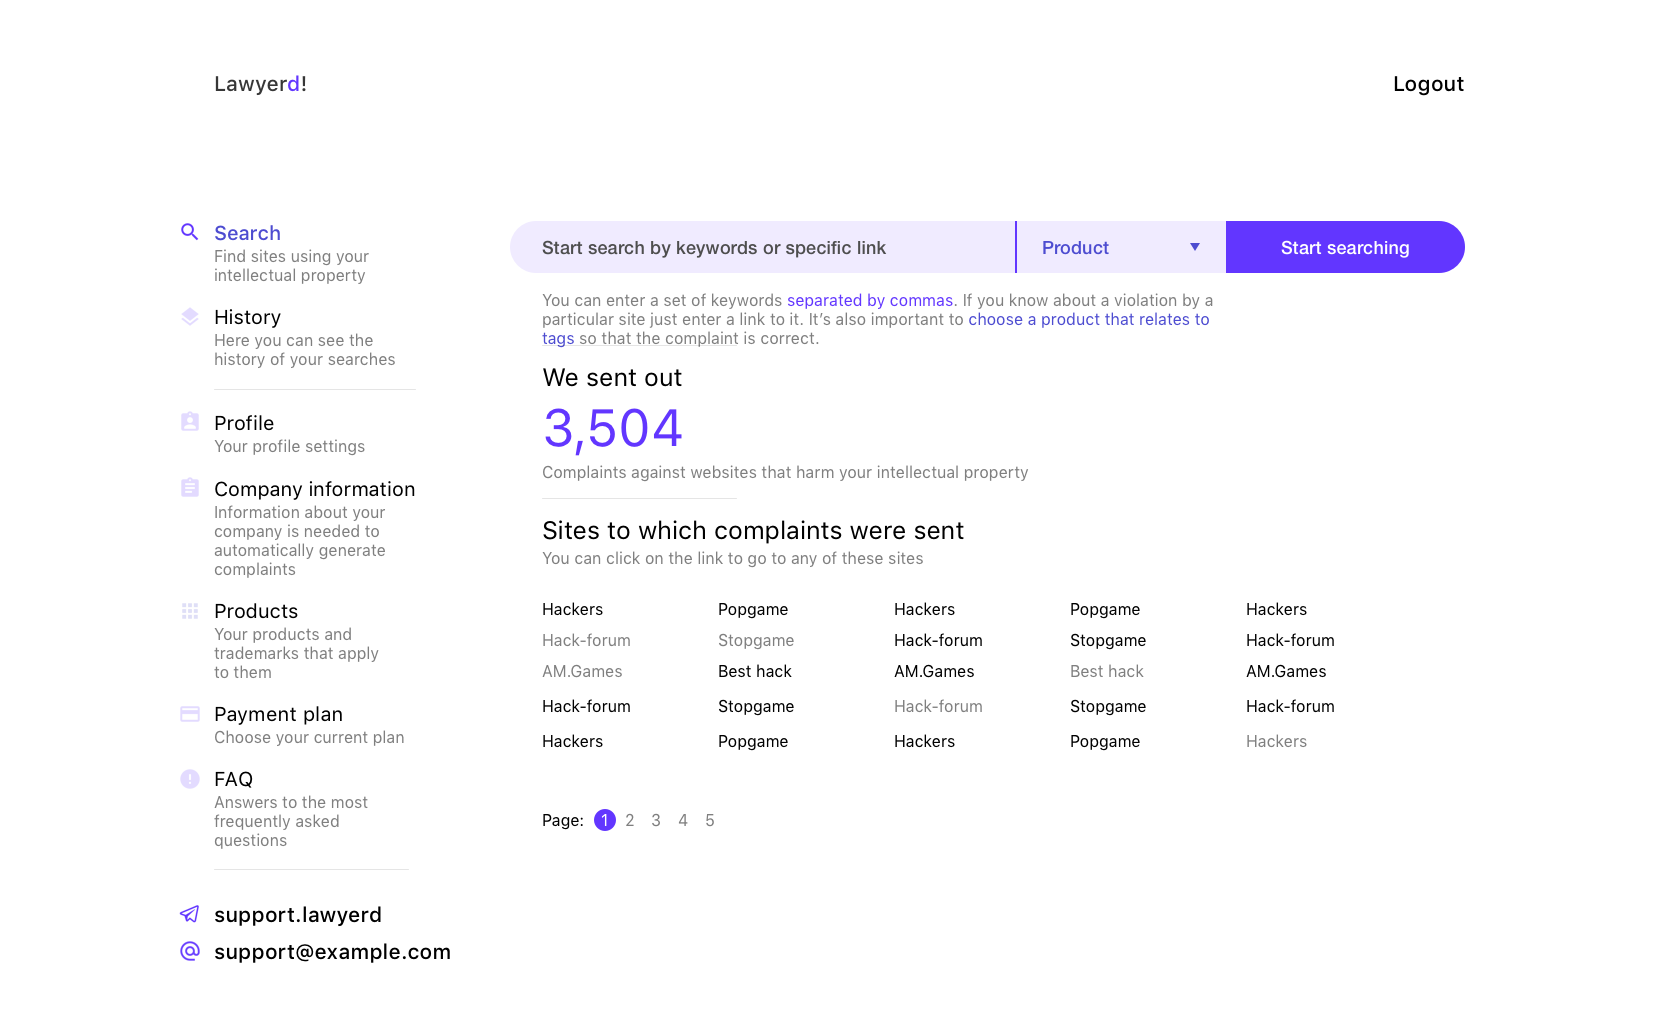 Lawyerd!
Logout
Search
Find sites using your
intellectual property
History
Here you can see the
history of your searches
Profile
Your profile settings
Company information
Information about your
company is needed to
automatically generate
complaints
Products
Your products and
trademarks that apply
to them
Payment plan
Choose your current plan
FAQ
Answers to the most
frequently asked
questions
support.lawyerd
support@example.com
Start search by keywords or specific link
Product
Start searching
You can enter a set of keywords separated by commas. If you know about a violation by a
particular site just enter a link to it. It’s also important to choose a product that relates to
tags so that the complaint is correct.
We sent out
3,504
Complaints against websites that harm your intellectual property
Sites to which complaints were sent
You can click on the link to go to any of these sites
Hackers Popgame Hackers Popgame Hackers
Hack-forum Stopgame Hack-forum Stopgame Hack-forum
AM.Games Best hack AM.Games Best hack AM.Games
Hack-forum Stopgame Hack-forum Stopgame Hack-forum
Hackers Popgame Hackers Popgame Hackers
Page: 1 2 3 4 5